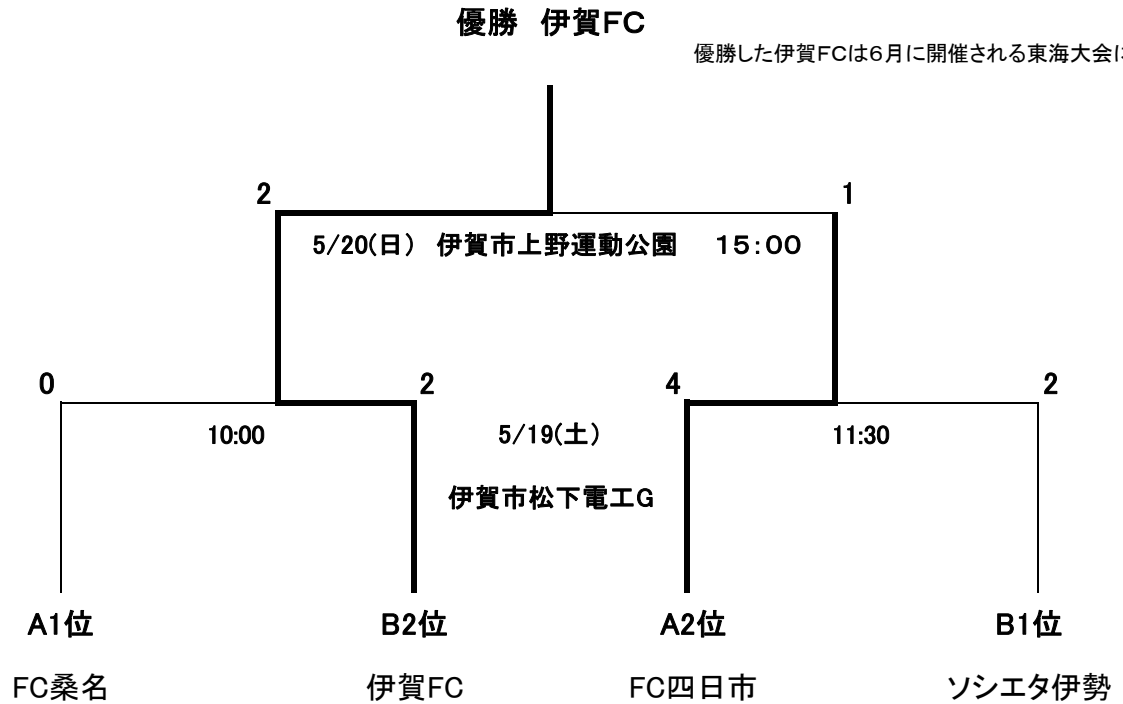 優勝 伊賀FC
優勝した伊賀FCは6月に開催される東海大会に
2 1
5/20(日) 伊賀市上野運動公園 15:00
0 2 4 2
10:00 5/19(土) 11:30
伊賀市松下電工G
A1位 B2位 A2位 B1位
FC桑名 伊賀FC FC四日市 ソシエタ伊勢